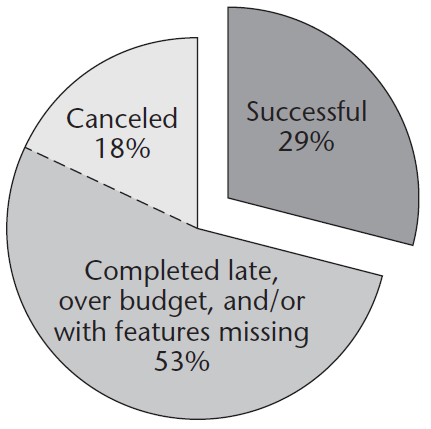 Successful
29%
Canceled
18%
Completed late,
over budget, and/or
with features missing
53%